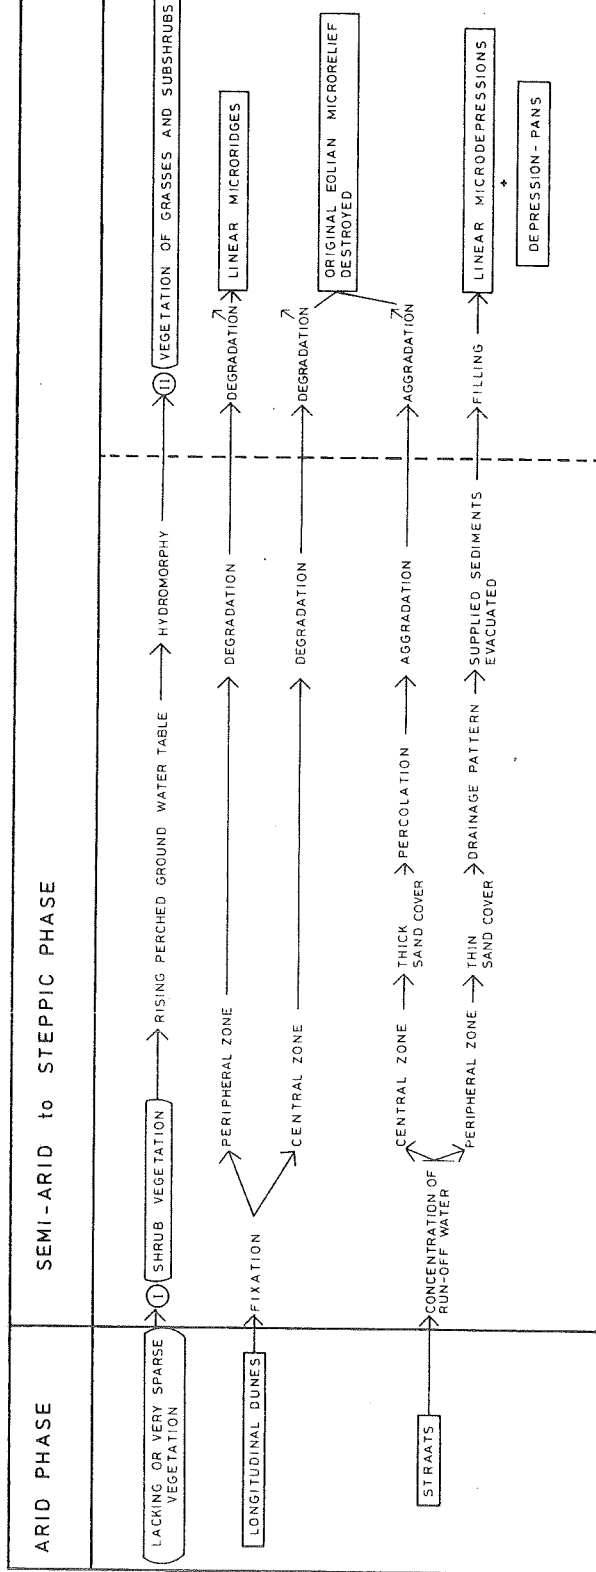 ARID PHASE
SEMI-ARID to STEPPIC PHASE
LACKING OR VERY SPARSE
VEGETATION
I
SHRUB VEGETATION
RISING PERCHED GROUND WATER TABLE
HYDROMORPHY
II
VEGETATION OF GRASSES AND SUBSHRUBS
LONGITUDINAL DUNES
FIXATION
PERIPHERAL ZONE
DEGRADATION
DEGRADATION
LINEAR MICRORIDGES
CENTRAL ZONE
DEGRADATION
DEGRADATION
ORIGINAL EOLIAN MICRORELIEF
DESTROYED
STRAATS
CONCENTRATION OF
RUN-OFF WATER
CENTRAL ZONE
THICK
SAND COVER
PERCOLATION
AGGRADATION
AGGRADATION
PERIPHERAL ZONE
THIN
SAND COVER
DRAINAGE PATTERN
SUPPLIED SEDIMENTS
EVACUATED
FILLING
LINEAR MICRODEPRESSIONS
+
DEPRESSION-PANS